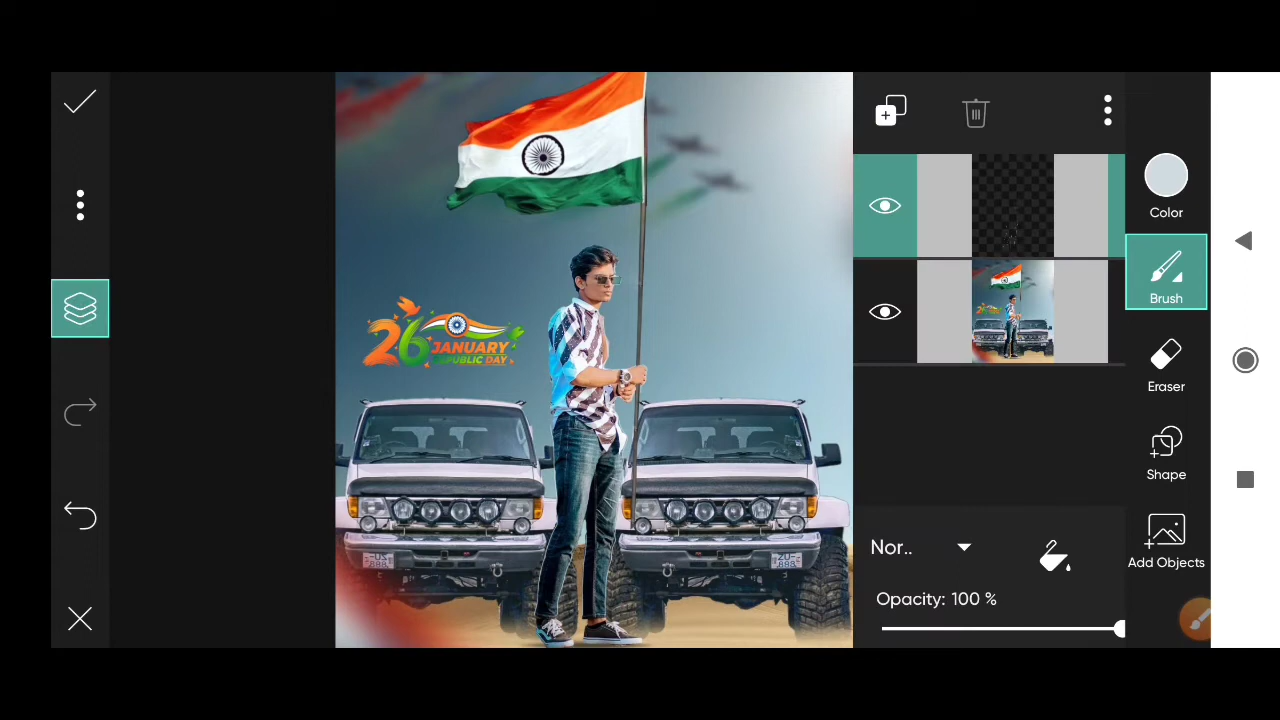 26
JANUARY
REPUBLIC DAY
Nor..
Opacity: 100 %
Color
Brush
Eraser
Shape
Add Objects